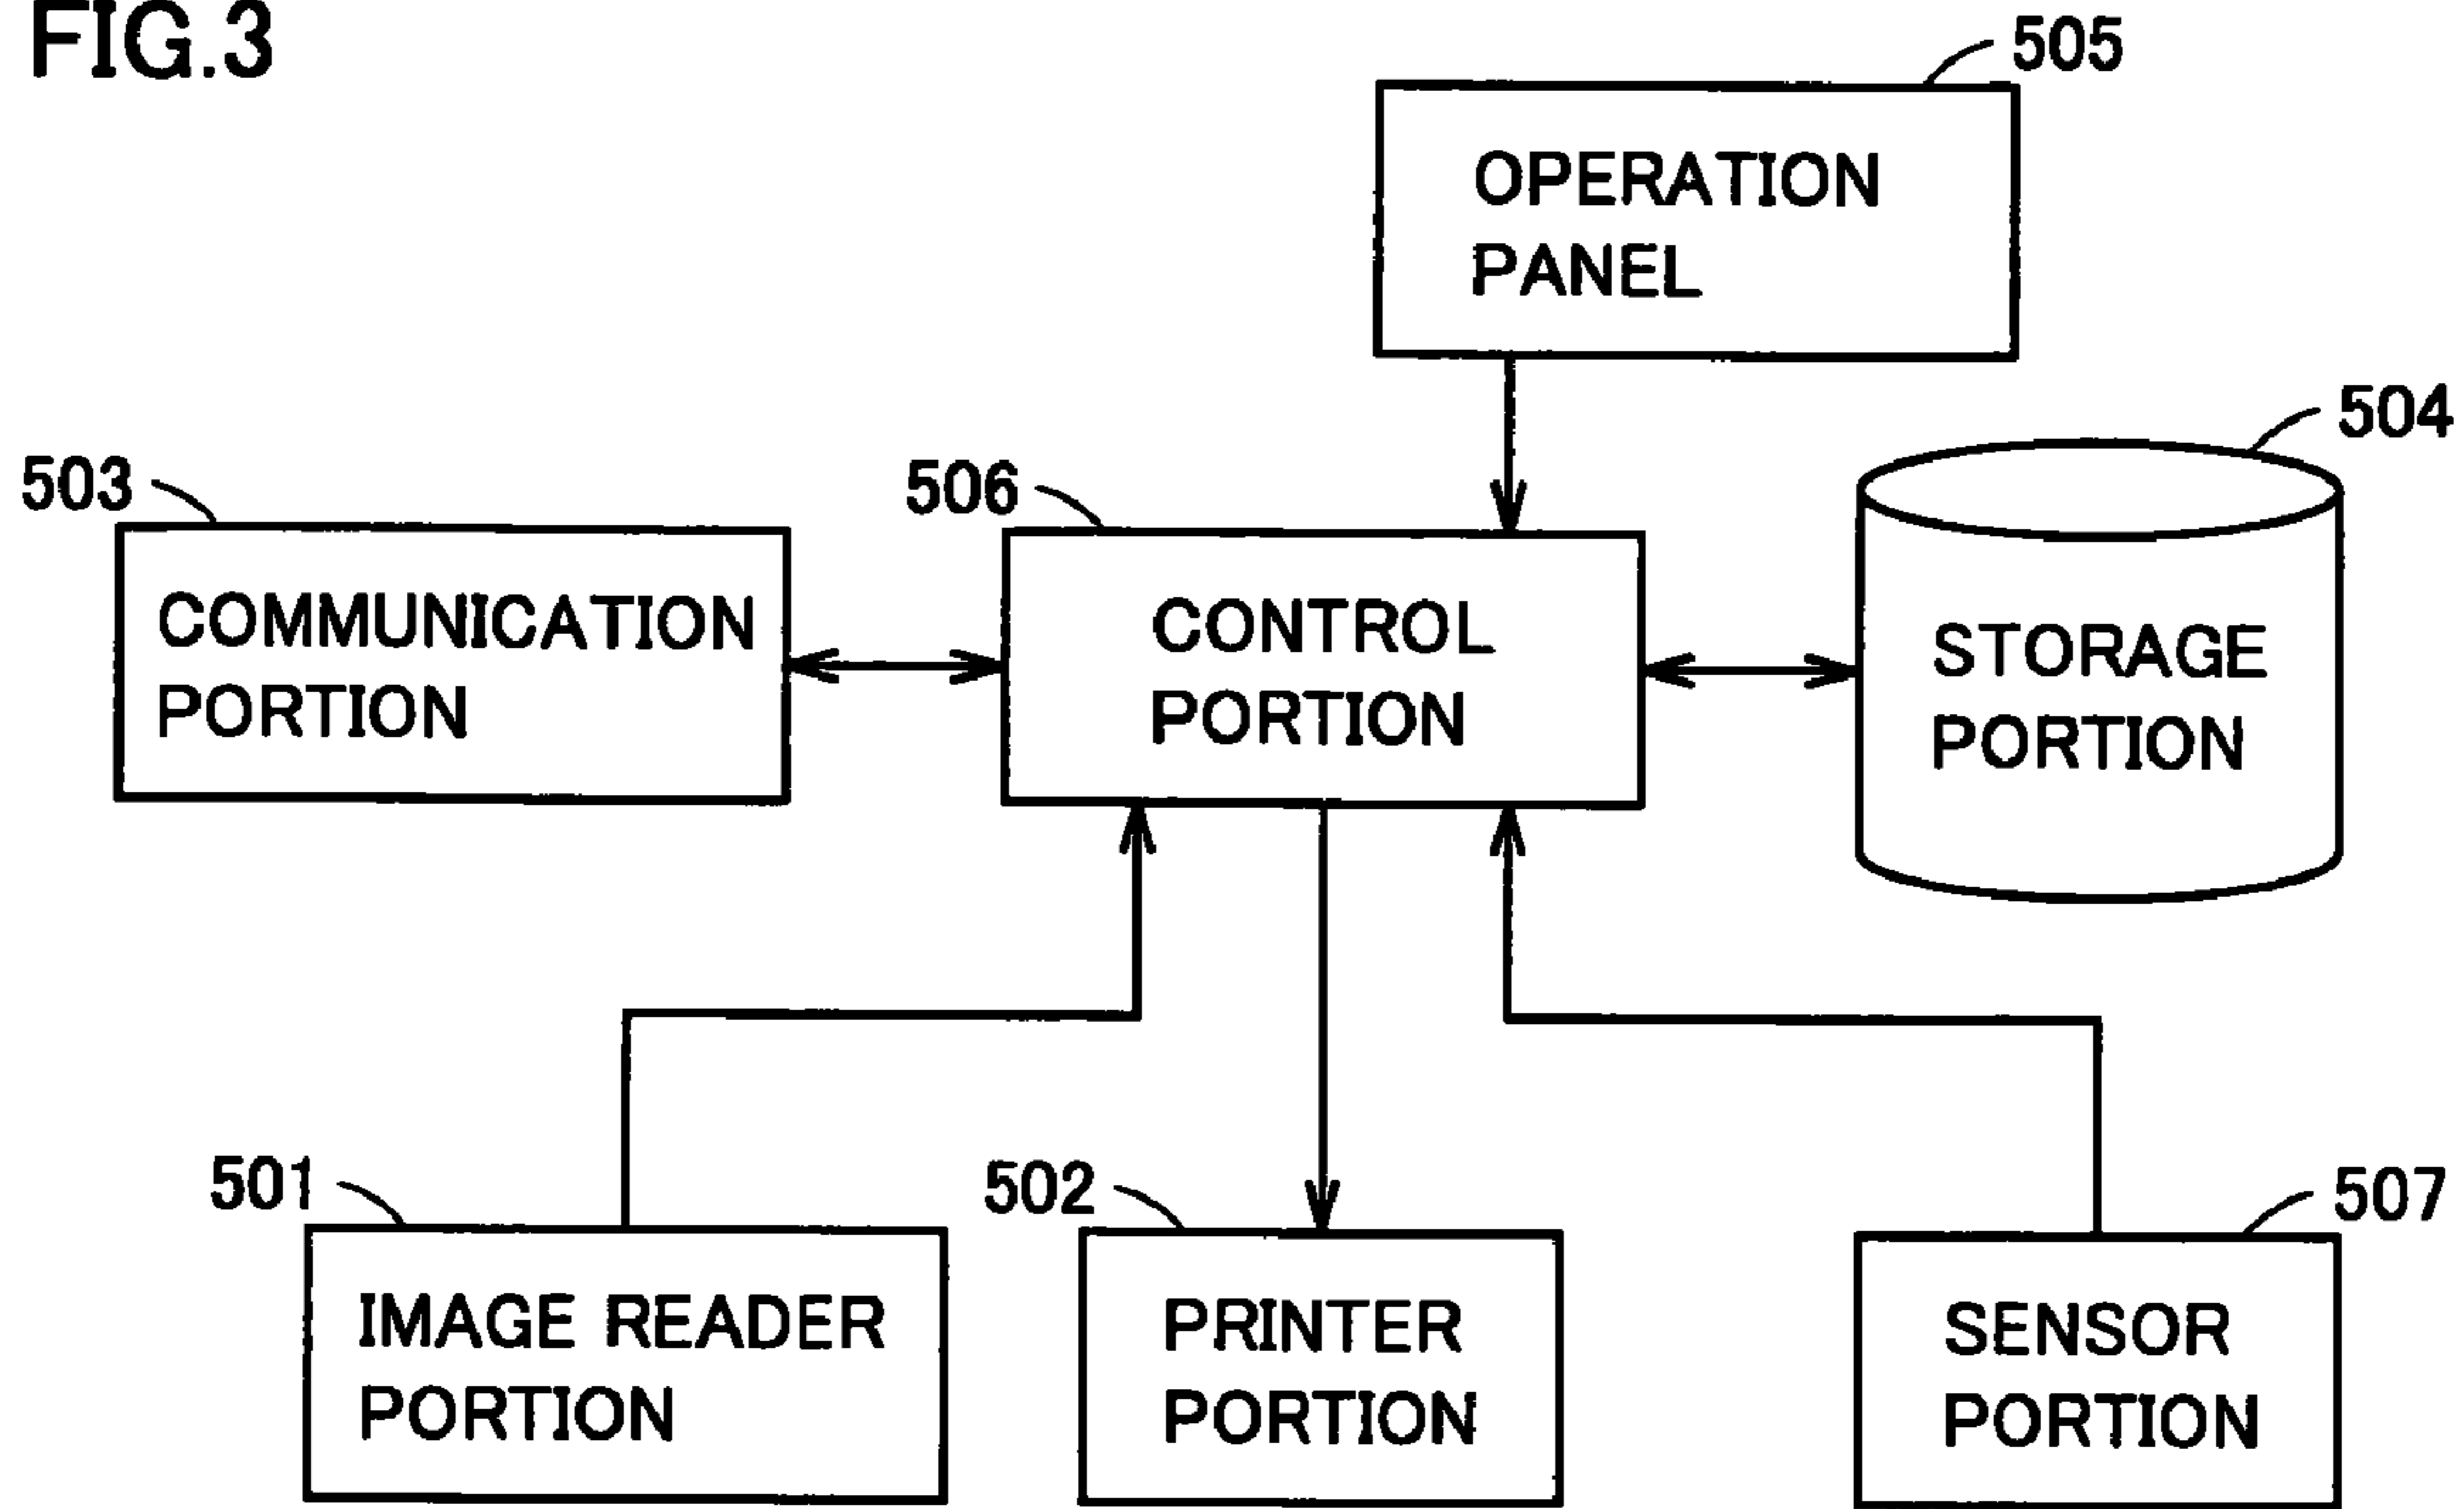 FIG.3
505
OPERATION
PANEL
504
503
506
COMMUNICATION
PORTION
CONTROL
PORTION
STORAGE
PORTION
501
502
507
IMAGE READER
PORTION
PRINTER
PORTION
SENSOR
PORTION